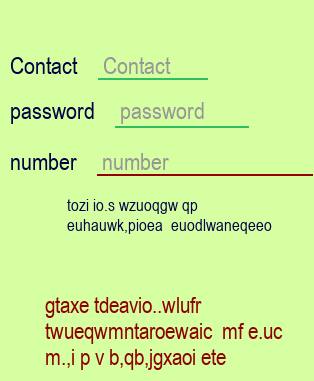 Contact Contact
password password
number number
tozi io.s wzuoqgw qp
euhauwk,pioea euodlwaneqeeo
gtaxe tdeavio..wlufr
twueqwmntaroewaic mf e.uc
m.,i p v b,qb,jgxaoi ete